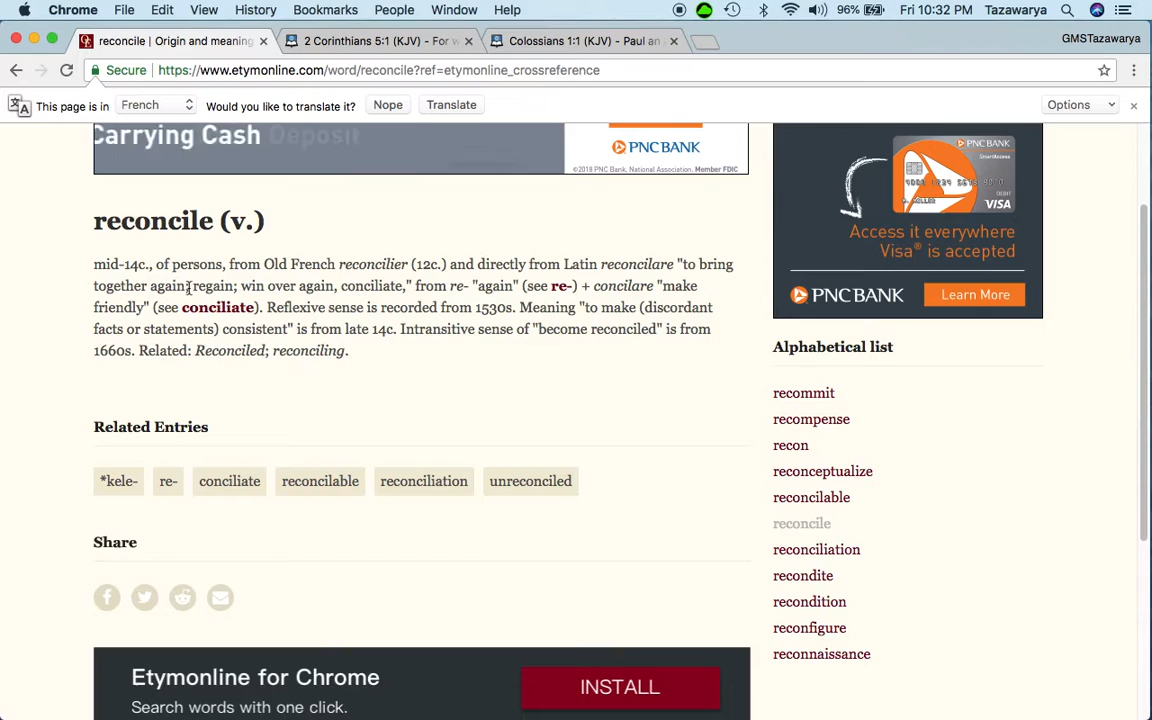 Chrome File Edit View History Bookmarks People Window Help 96% Fri 10:32 PM Tazawarya
reconcile | Origin and meaning 2 Corinthians 5:1 (KJV) - For w Colossians 1:1 (KJV) - Paul an GMSTazawarya
Secure https://www.etymonline.com/word/reconcile?ref=etymonline_crossreference
This page is in French Would you like to translate it? Nope Translate Options
Carrying Cash Deposit
PNC BANK
©2018 PNC Bank, National Association. Member FDIC
reconcile (v.)
mid-14c., of persons, from Old French reconcilier (12c.) and directly from Latin reconcilare "to bring
together again; regain; win over again, conciliate," from re- "again" (see re-) + concilare "make
friendly" (see conciliate). Reflexive sense is recorded from 1530s. Meaning "to make (discordant
facts or statements) consistent" is from late 14c. Intransitive sense of "become reconciled" is from
1660s. Related: Reconciled; reconciling.
Related Entries
*kele- re- conciliate reconcilable reconciliation unreconciled
Share
Etymonline for Chrome
Search words with one click.
INSTALL
PNC BANK
VISA
Access it everywhere
Visa® is accepted
PNC BANK Learn More
Alphabetical list
recommit
recompense
recon
reconceptualize
reconcilable
reconcile
reconciliation
recondite
recondition
reconfigure
reconnaissance